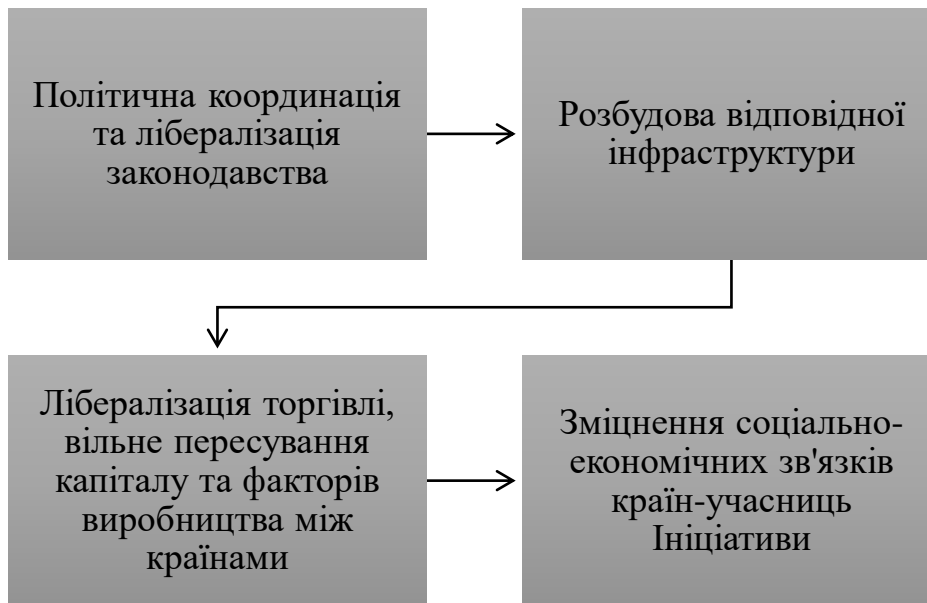 Політична координація
та лібералізація
законодавства
Розбудова відповідної
інфраструктури
Лібералізація торгівлі,
вільне пересування
капіталу та факторів
виробництва між
країнами
Зміцнення соціально-
економічних зв'язків
країн-учасниць
Ініціативи